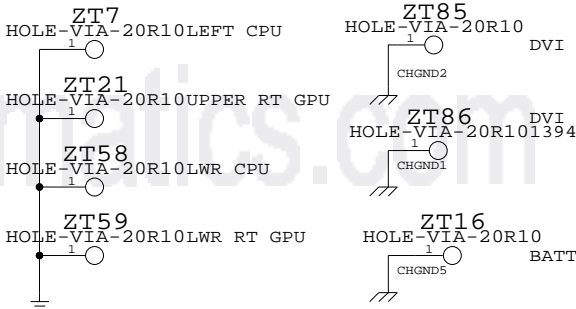 ZT7
HOLE-VIA-20R10LEFT CPU
1
ZT21
HOLE-VIA-20R10UPPER RT GPU
1
ZT58
HOLE-VIA-20R10LWR CPU
1
ZT59
HOLE-VIA-20R10LWR RT GPU
1
ZT85
HOLE-VIA-20R10
1
DVI
CHGND2
ZT86
DVI
HOLE-VIA-20R101394
1
CHGND1
ZT16
HOLE-VIA-20R10
1
BATT
CHGND5
matics.com